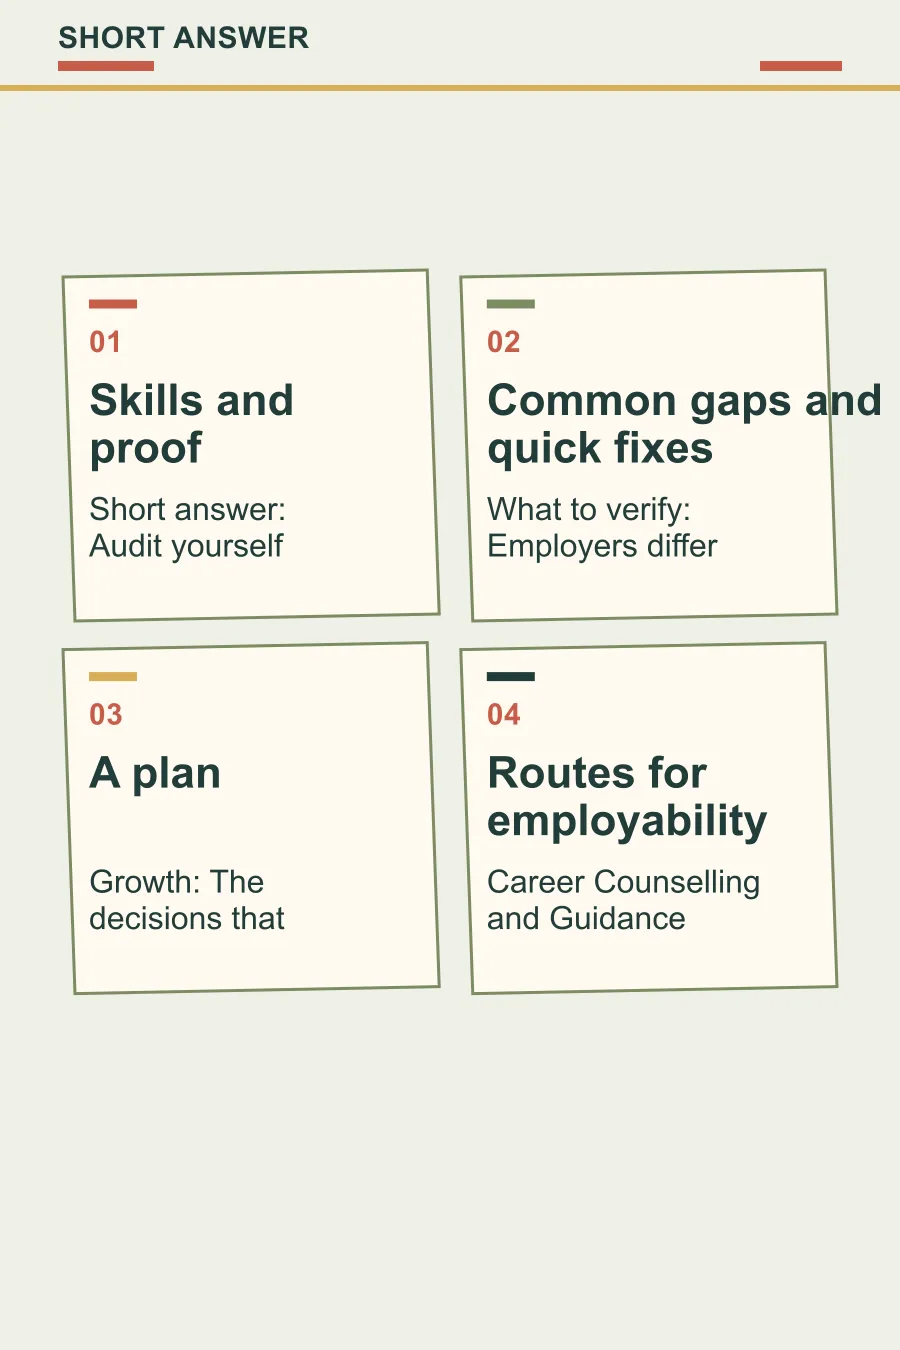 SHORT ANSWER
01
Skills and
proof
Short answer:
Audit yourself
02
Common gaps and
quick fixes
What to verify:
Employers differ
03
A plan
Growth: The
decisions that
04
Routes for
employability
Career Counselling
and Guidance